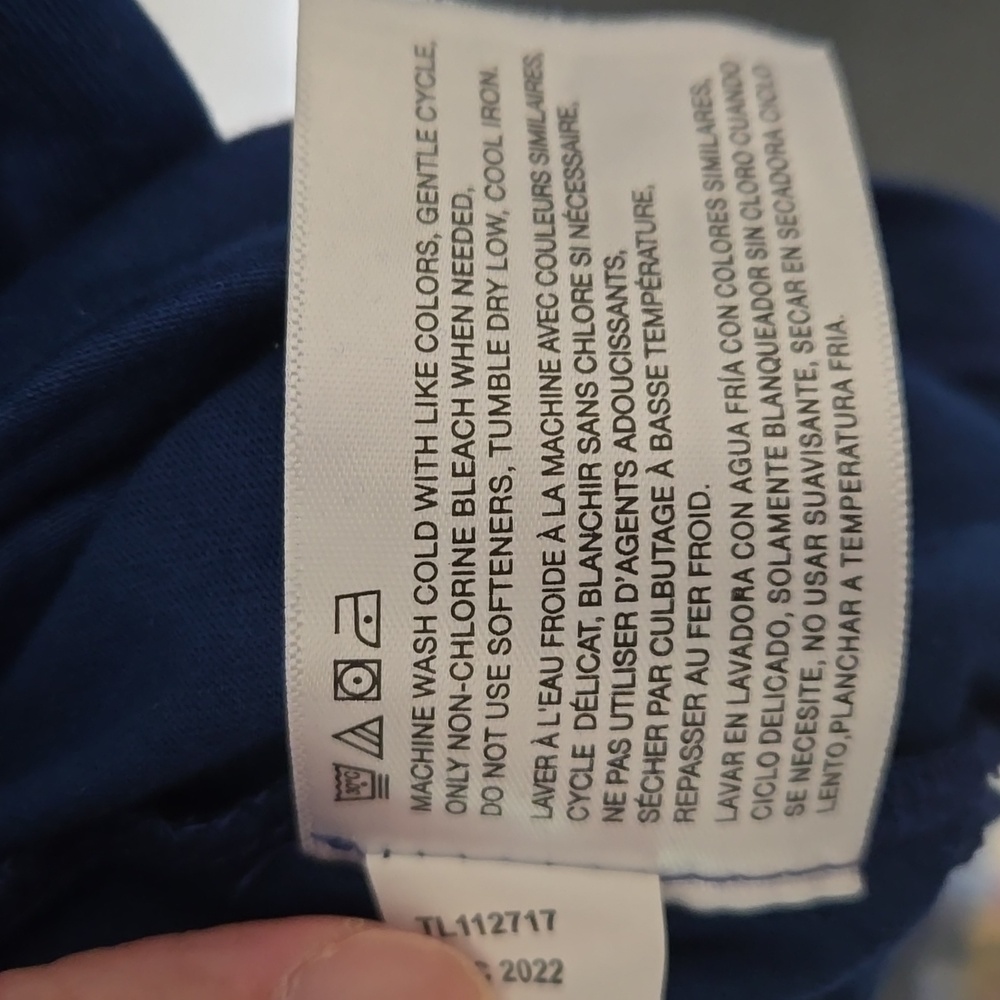 30°C
MACHINE WASH COLD WITH LIKE COLORS, GENTLE CYCLE,
ONLY NON-CHLORINE BLEACH WHEN NEEDED,
DO NOT USE SOFTENERS, TUMBLE DRY LOW, COOL IRON.
LAVER À L'EAU FROIDE À LA MACHINE AVEC COULEURS SIMILAIRES,
CYCLE DÉLICAT, BLANCHIR SANS CHLORE SI NÉCESSAIRE,
NE PAS UTILISER D'AGENTS ADOUCISSANTS,
SÉCHER PAR CULBUTAGE À BASSE TEMPÉRATURE,
REPASSER AU FER FROID.
LAVAR EN LAVADORA CON AGUA FRÍA CON COLORES SIMILARES,
CICLO DELICADO, SOLAMENTE BLANQUEADOR SIN CLORO CUANDO
SE NECESITE, NO USAR SUAVISANTE, SECAR EN SECADORA CICLO
LENTO,PLANCHAR A TEMPERATURA FRIA.
TL112717
2022